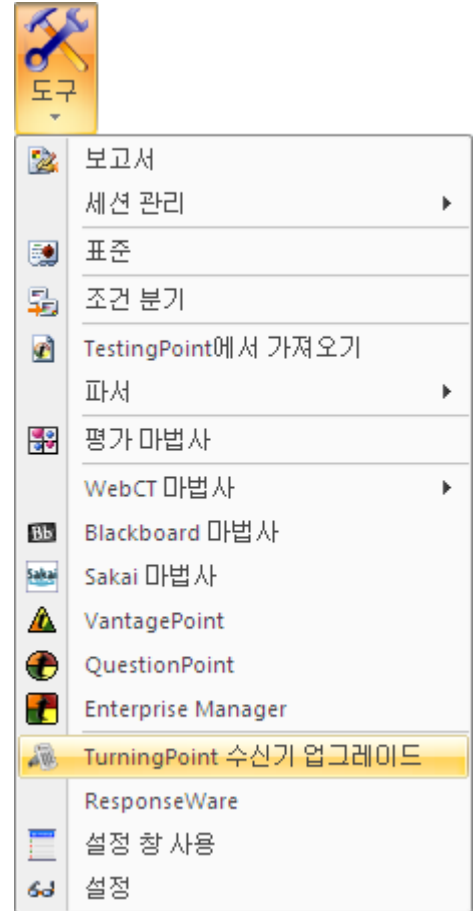 도구
보고서
세션 관리
표준
조건 분기
TestingPoint에서 가져오기
파서
평가 마법사
WebCT 마법사
Bb
Blackboard 마법사
Sakai
Sakai 마법사
VantagePoint
QuestionPoint
Enterprise Manager
TurningPoint 수신기 업그레이드
ResponseWare
설정 창 사용
설정